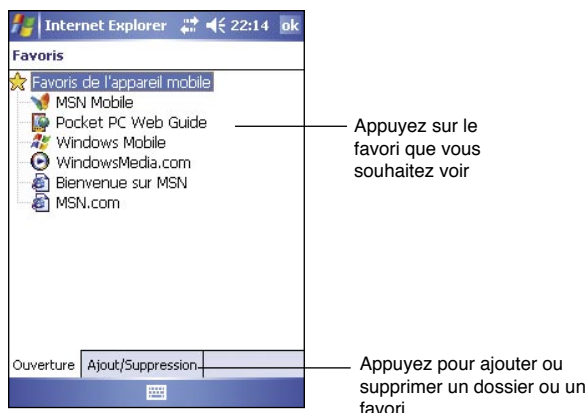 Internet Explorer 22:14 ok
Favoris
Favoris de l'appareil mobile
MSN Mobile
Pocket PC Web Guide
Windows Mobile
WindowsMedia.com
Bienvenue sur MSN
MSN.com
Appuyez sur le
favori que vous
souhaitez voir
Ouverture Ajout/Suppression
Appuyez pour ajouter ou
supprimer un dossier ou un
favori